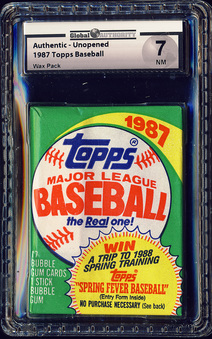 Global AUTHORITY
Authentic - Unopened
1987 Topps Baseball
Wax Pack
7
NM
1987
topps®
MAJOR LEAGUE
BASEBALL
the Real one!
17
BUBBLE
GUM CARDS
1 STICK
BUBBLE
GUM
WIN
A TRIP TO 1988
SPRING TRAINING
Topps
"SPRING FEVER BASEBALL"
(Entry Form Inside)
NO PURCHASE NECESSARY (See back)